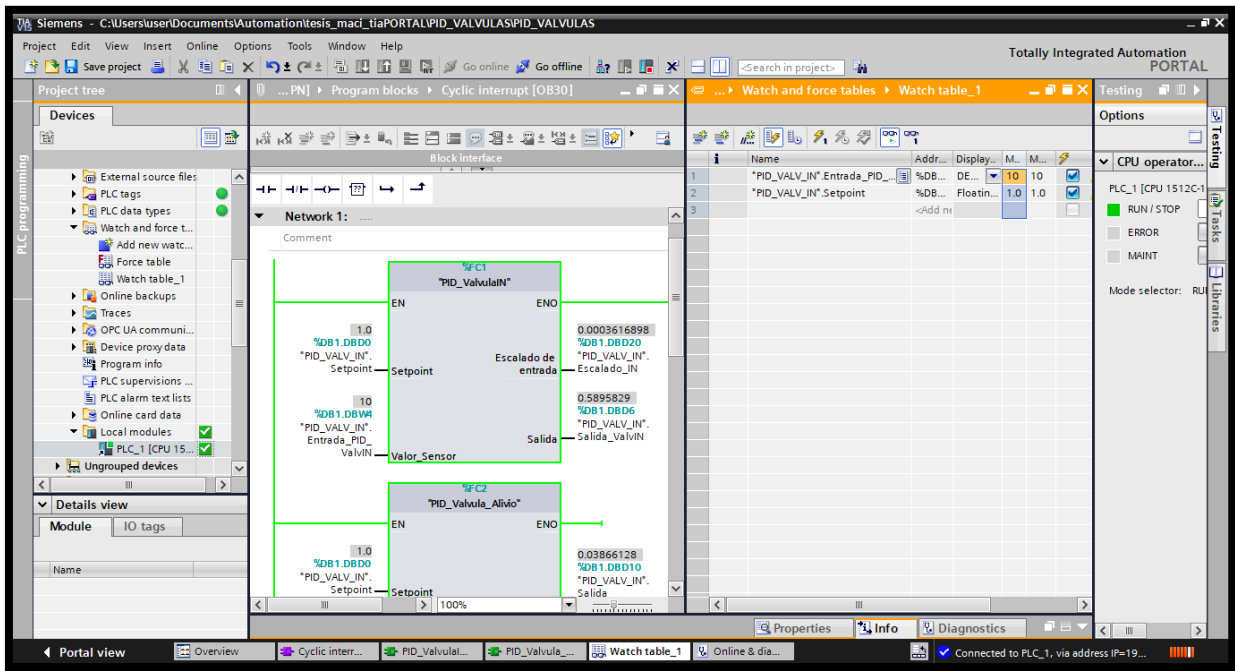 Siemens - C:\Users\user\Documents\Automation\tesis_maci_tiaPORTAL\PID_VALVULAS\PID_VALVULAS
Project Edit View Insert Online Options Tools Window Help
Totally Integrated Automation
PORTAL
Save project
Go online
Go offline
<Search in project>
Project tree
Devices
PLC programming
External source files
PLC tags
PLC data types
Watch and force t...
Add new watc...
Force table
Watch table_1
Online backups
Traces
OPC UA communi...
Device proxy data
Program info
PLC supervisions ...
PLC alarm text lists
Online card data
Local modules
PLC_1 [CPU 15...
Ungrouped devices
Details view
Module
IO tags
Name
...PN] Program blocks Cyclic interrupt [OB30]
Block interface
Network 1: .....
Comment
%FC1
"PID_ValvulaIN"
EN
ENO
1.0
%DB1.DBD0
"PID_VALV_IN".
Setpoint
Setpoint
10
%DB1.DBW4
"PID_VALV_IN".
Entrada_PID_
ValvIN
Valor_Sensor
Escalado de
entrada
0.0003616898
%DB1.DBD20
"PID_VALV_IN".
Escalado_IN
Salida
0.5895829
%DB1.DBD6
"PID_VALV_IN".
Salida_ValvIN
%FC2
"PID_Valvula_Alivio"
EN
ENO
1.0
%DB1.DBD0
"PID_VALV_IN".
Setpoint
Setpoint
0.03866128
%DB1.DBD10
"PID_VALV_IN".
Salida
100%
... Watch and force tables Watch table_1
i Name Addr... Display.. M.. M...
1 "PID_VALV_IN".Entrada_PID_... %DB... DE... 10 10
2 "PID_VALV_IN".Setpoint %DB... Floatin... 1.0 1.0
3 <Add ne
Properties
Info
Diagnostics
Testing
Options
CPU operator...
PLC_1 [CPU 1512C-1
RUN / STOP
ERROR
MAINT
Mode selector: RU
Testing
Tasks
Libraries
Portal view
Overview
Cyclic interr...
PID_Valvulal...
PID_Valvula_...
Watch table_1
Online & dia...
Connected to PLC_1, via address IP=19...